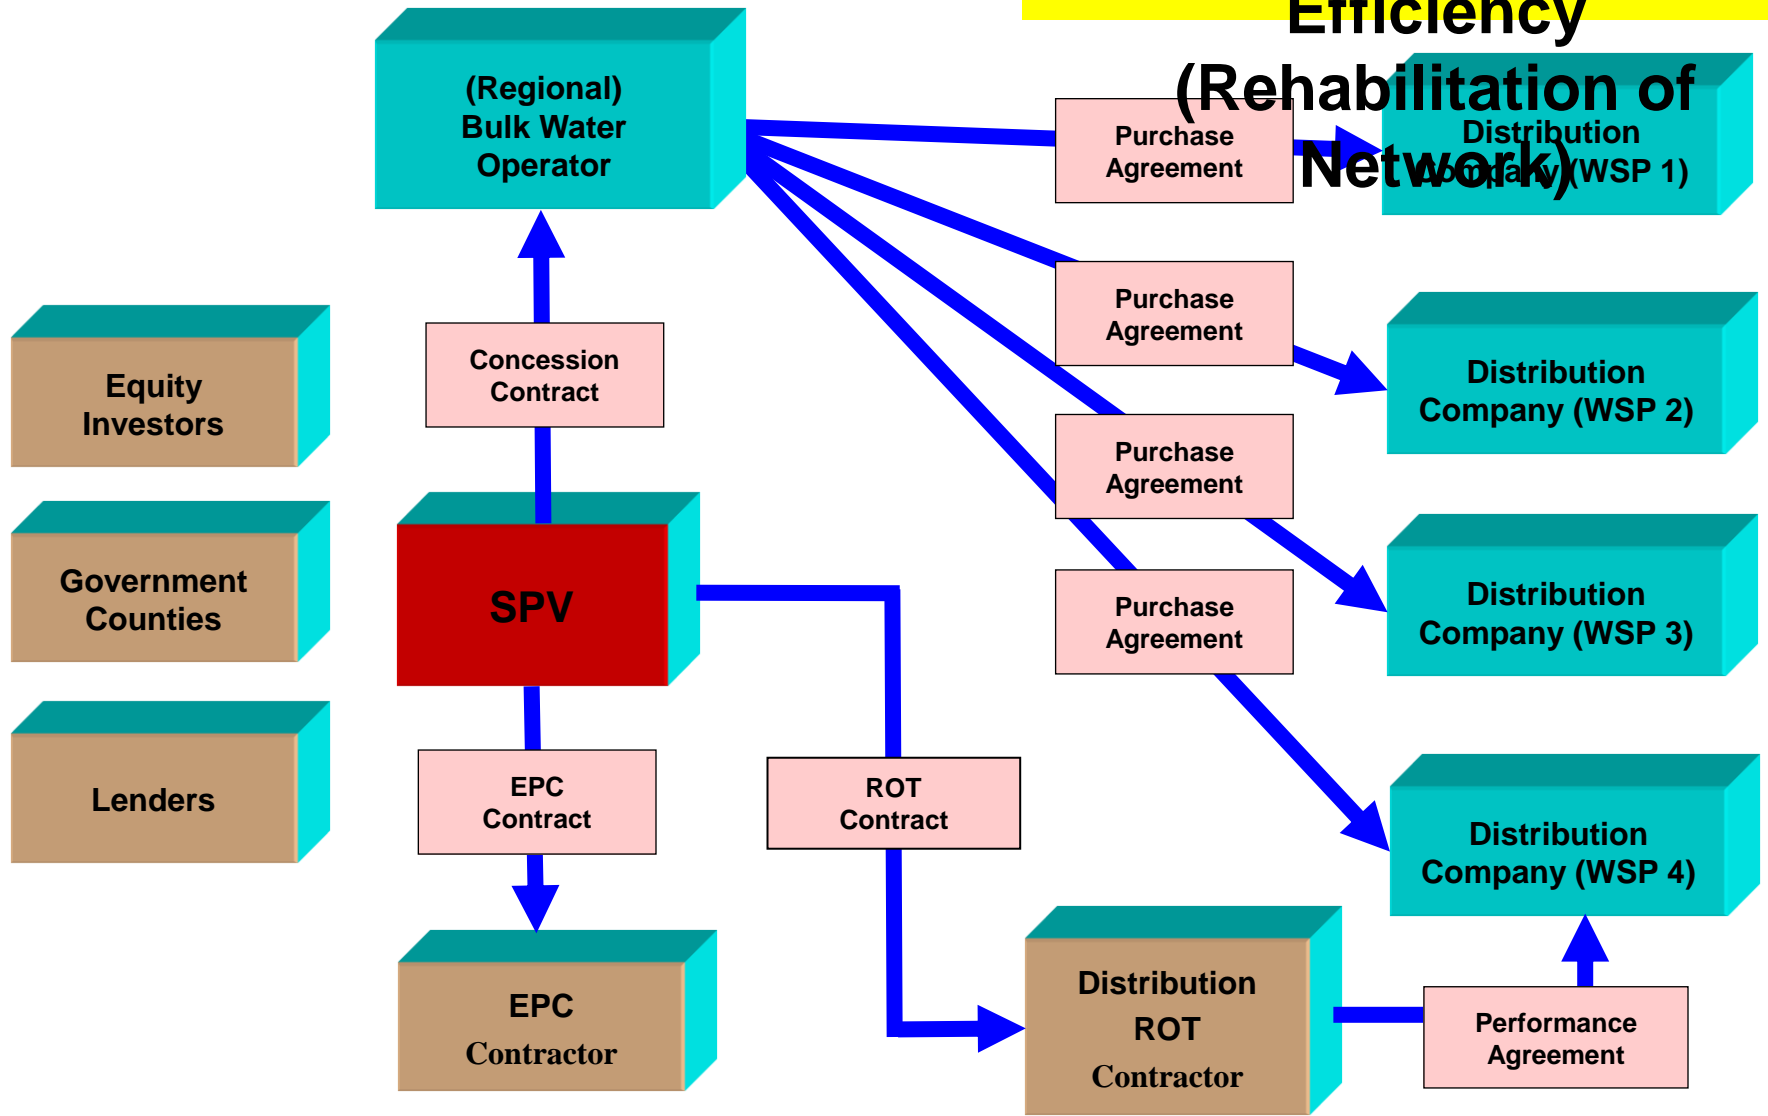 Efficiency
(Rehabilitation of
Network)
(Regional)
Bulk Water
Operator
Purchase
Agreement
Distribution
Company (WSP 1)
Purchase
Agreement
Distribution
Company (WSP 2)
Concession
Contract
Equity
Investors
Purchase
Agreement
Government
Counties
SPV
Purchase
Agreement
Distribution
Company (WSP 3)
Lenders
EPC
Contract
ROT
Contract
Distribution
Company (WSP 4)
EPC
Contractor
Distribution
ROT
Contractor
Performance
Agreement